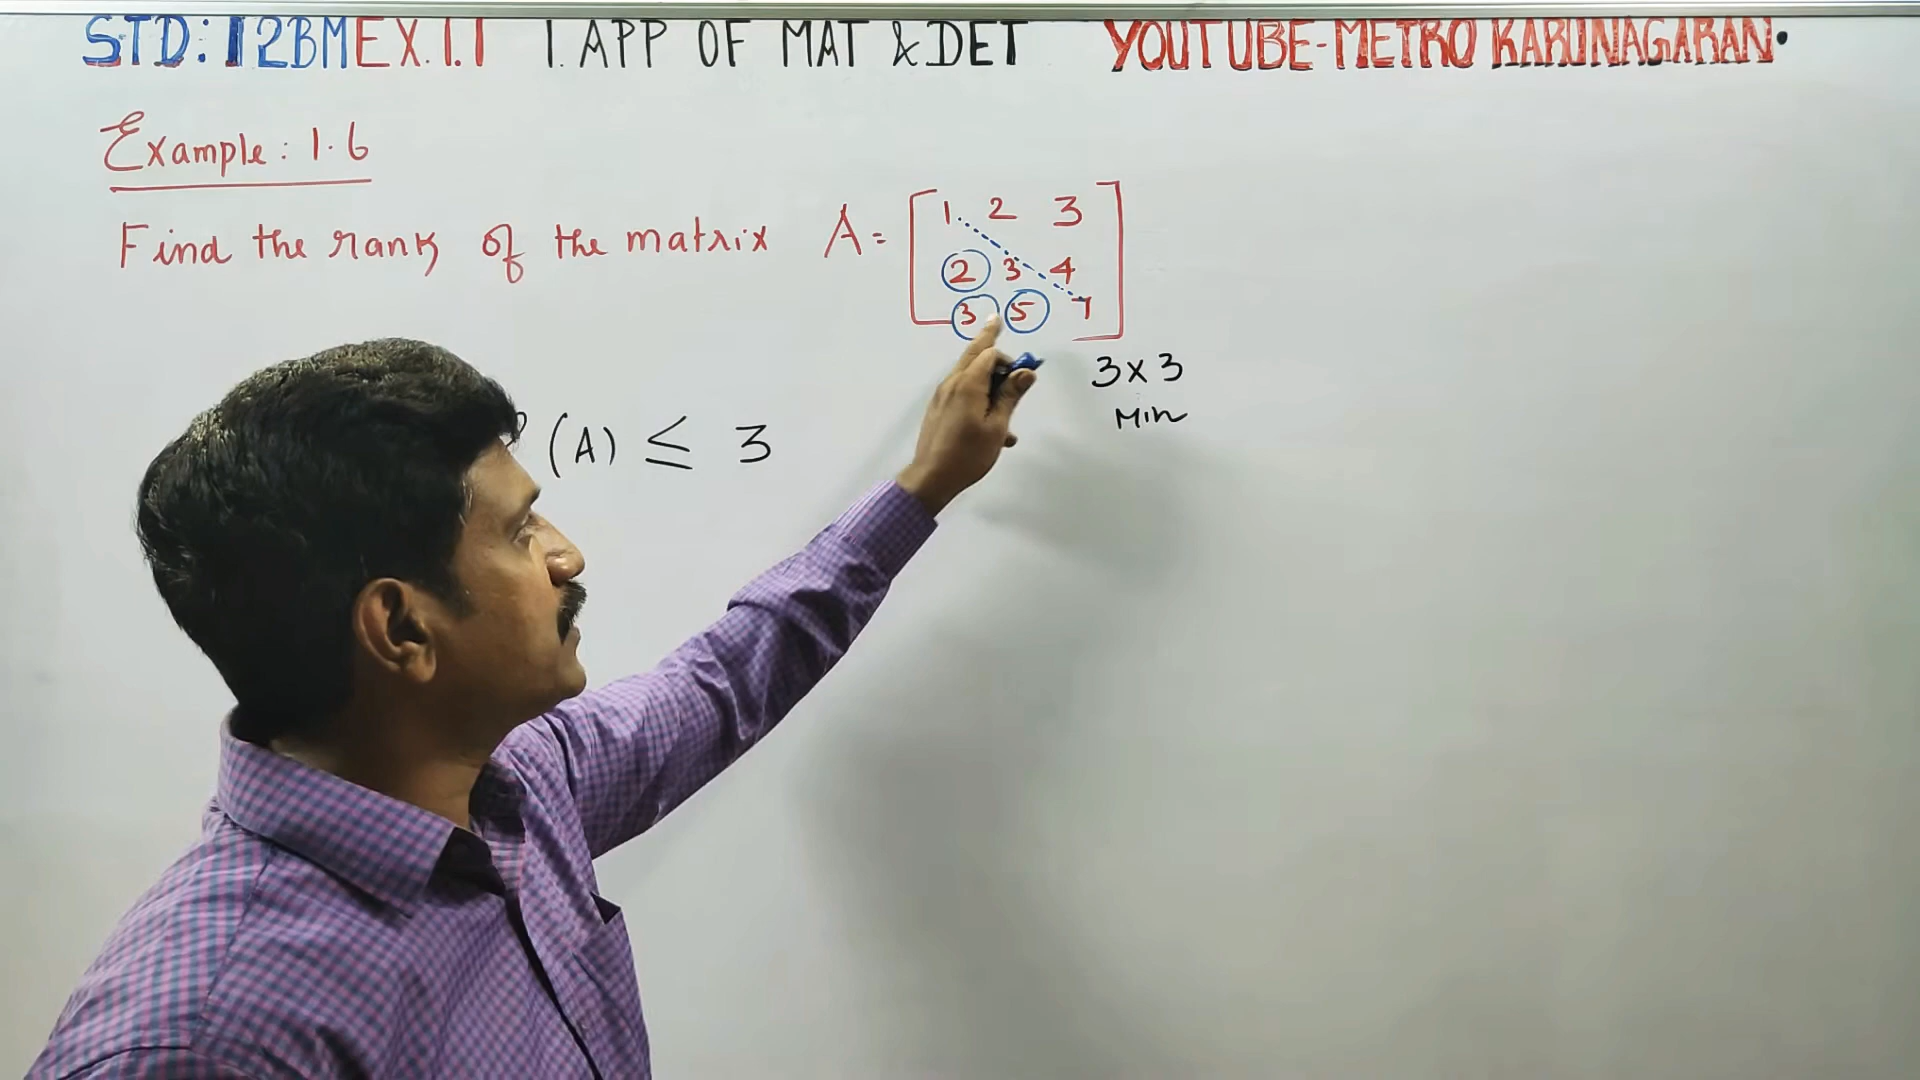 STD: 12BM EX.1.1 1. APP OF MAT & DET YOUTUBE-METRO KARUNAGARAN.
Example: 1.6
Find the rank of the matrix A = [1 2 3
2 3 4
3 5 7]
3 x 3
Min
(A) ≤ 3